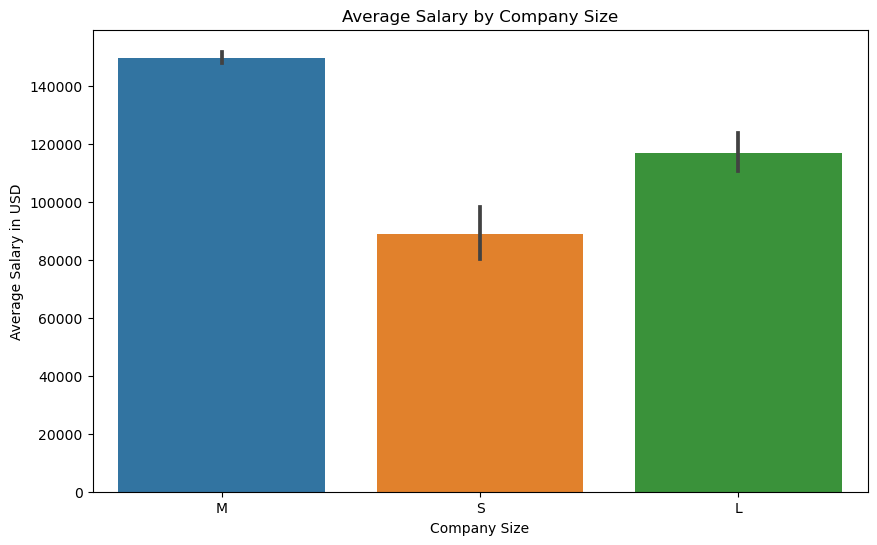 Average Salary by Company Size
Average Salary in USD
140000
120000
100000
80000
60000
40000
20000
0
M
S
L
Company Size